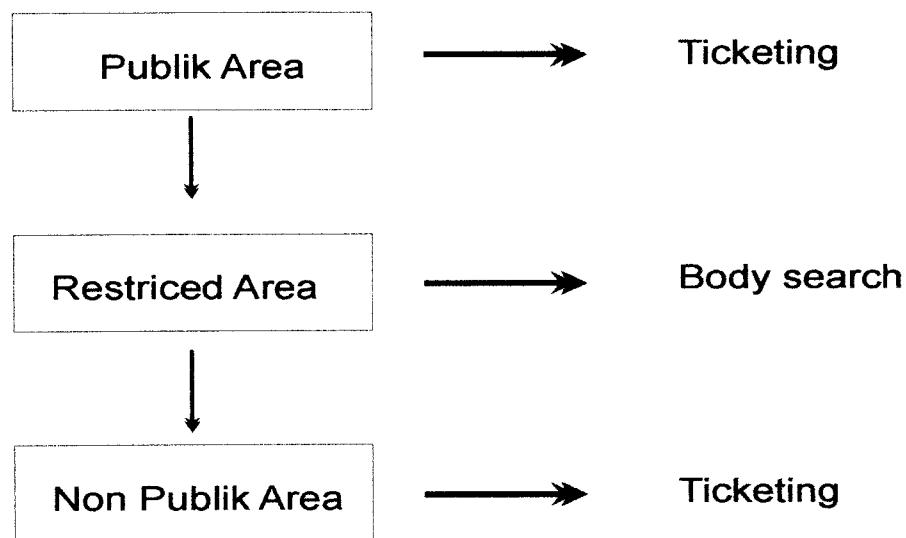 Publik Area
Ticketing
Restriced Area
Body search
Non Publik Area
Ticketing